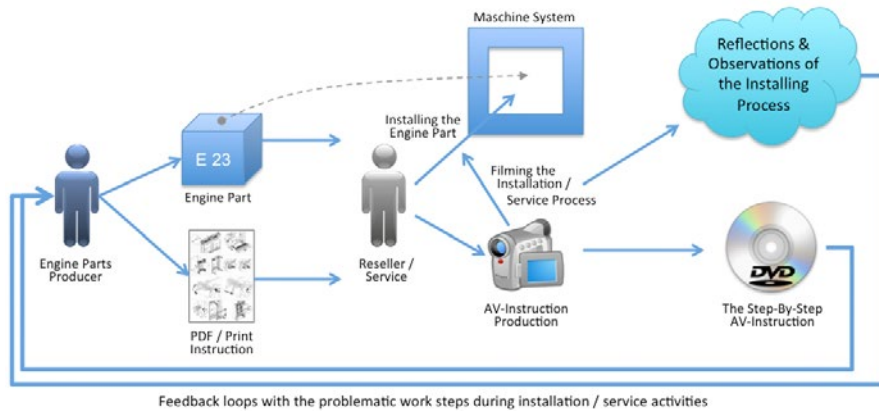 Maschine System
Reflections &
Observations of
the Installing
Process
Installing the
Engine Part
E 23
Engine Part
Filming the
Installation /
Service Process
Engine Parts
Producer
Reseller /
Service
AV-Instruction
Production
DVD
The Step-By-Step
AV-Instruction
PDF / Print
Instruction
Feedback loops with the problematic work steps during installation / service activities